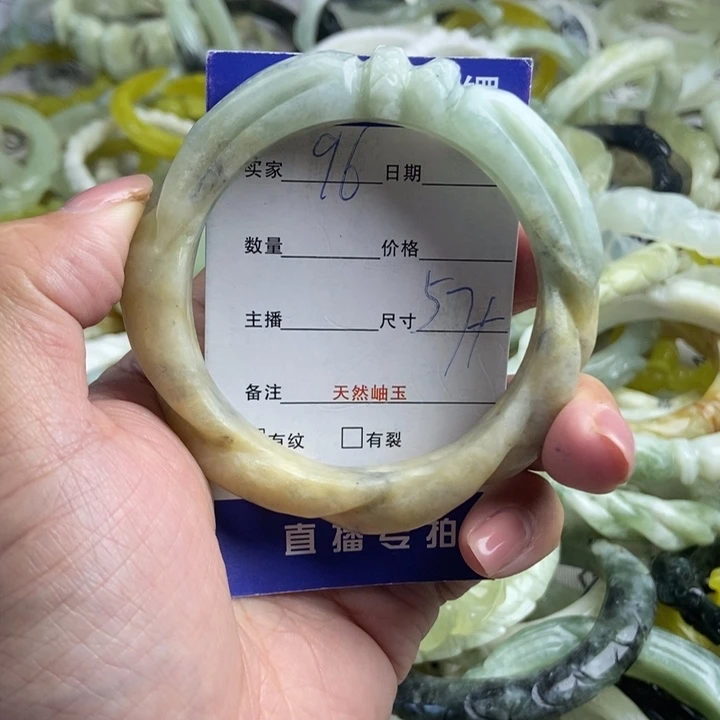 买家 96 日期
数量 价格
主播 尺寸 57+
备注 天然岫玉
有纹 □有裂
直播专拍